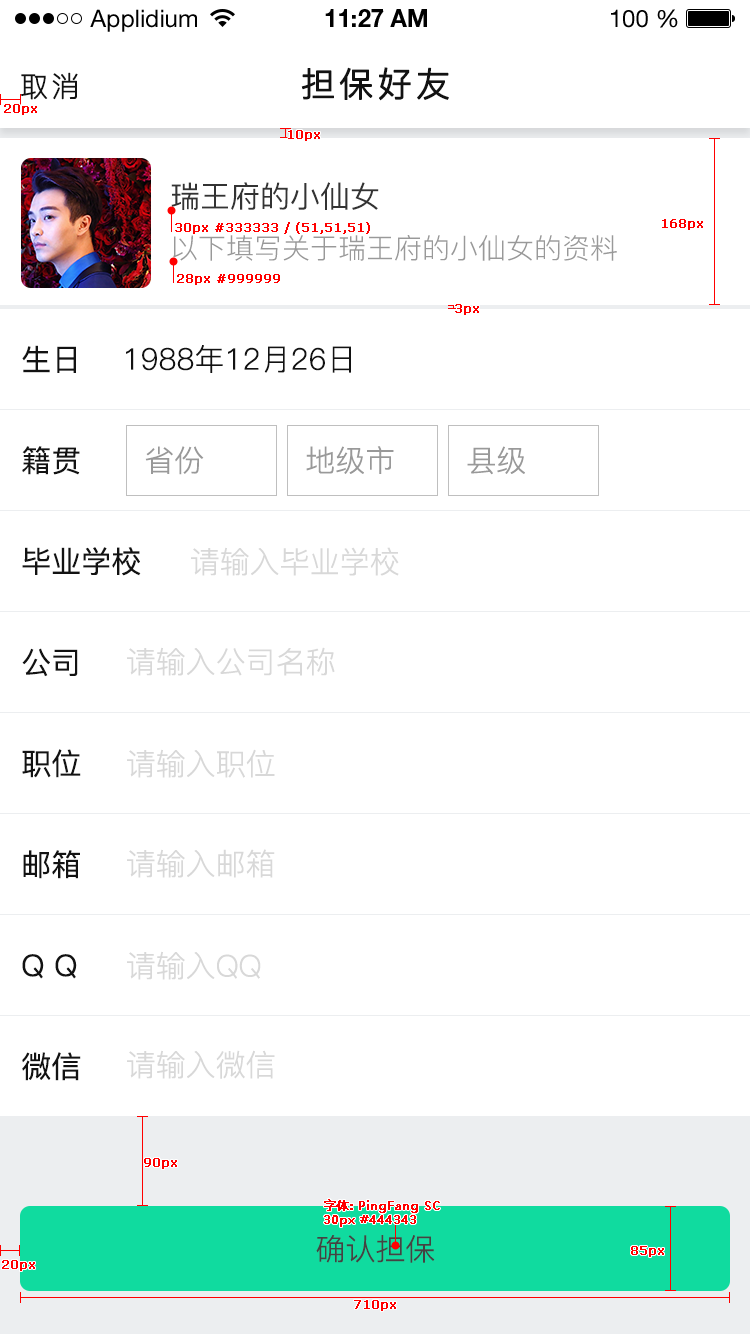 ●●●○○ Applidium 11:27 AM 100 %
取消 担保好友
20px
10px
瑞王府的小仙女
30px #333333 / (51,51,51)
168px
以下填写关于瑞王府的小仙女的资料
28px #999999
3px
生日 1988年12月26日
籍贯 省份 地级市 县级
毕业学校 请输入毕业学校
公司 请输入公司名称
职位 请输入职位
邮箱 请输入邮箱
Q Q 请输入QQ
微信 请输入微信
90px
字体: PingFang SC
30px #444343
确认担保 85px
20px
710px